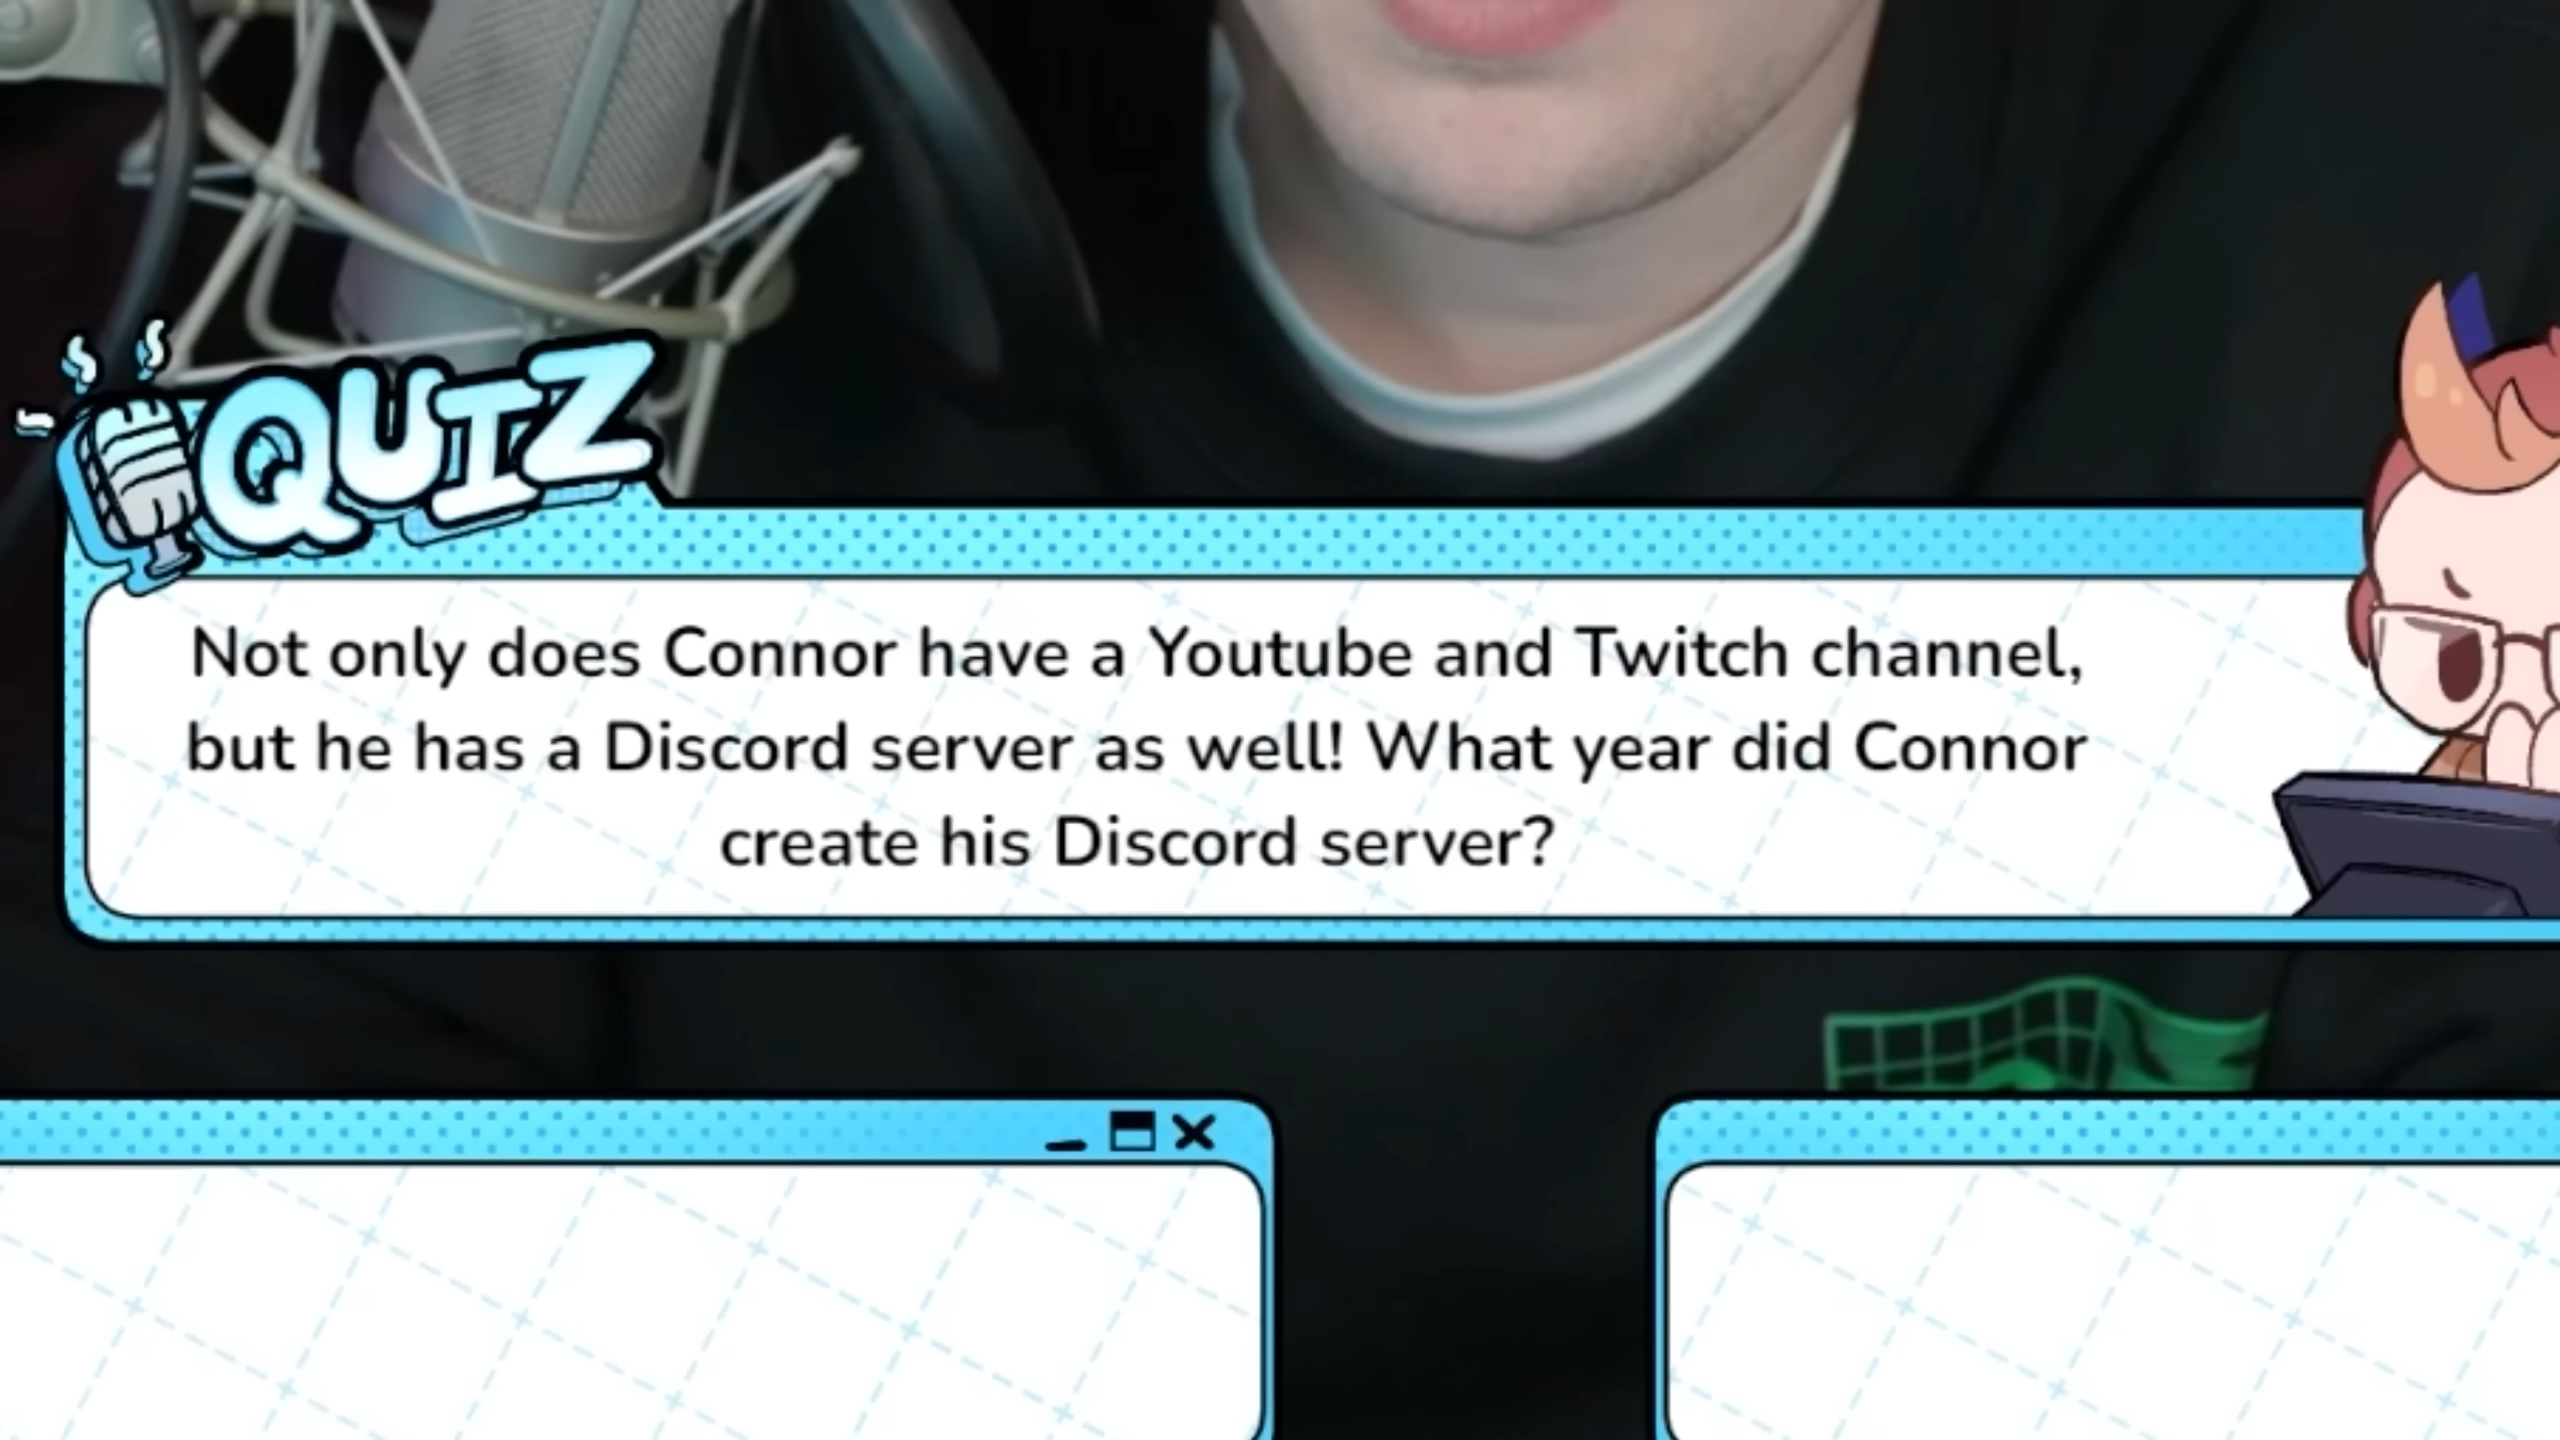 QUIZ
Not only does Connor have a Youtube and Twitch channel,
but he has a Discord server as well! What year did Connor
create his Discord server?